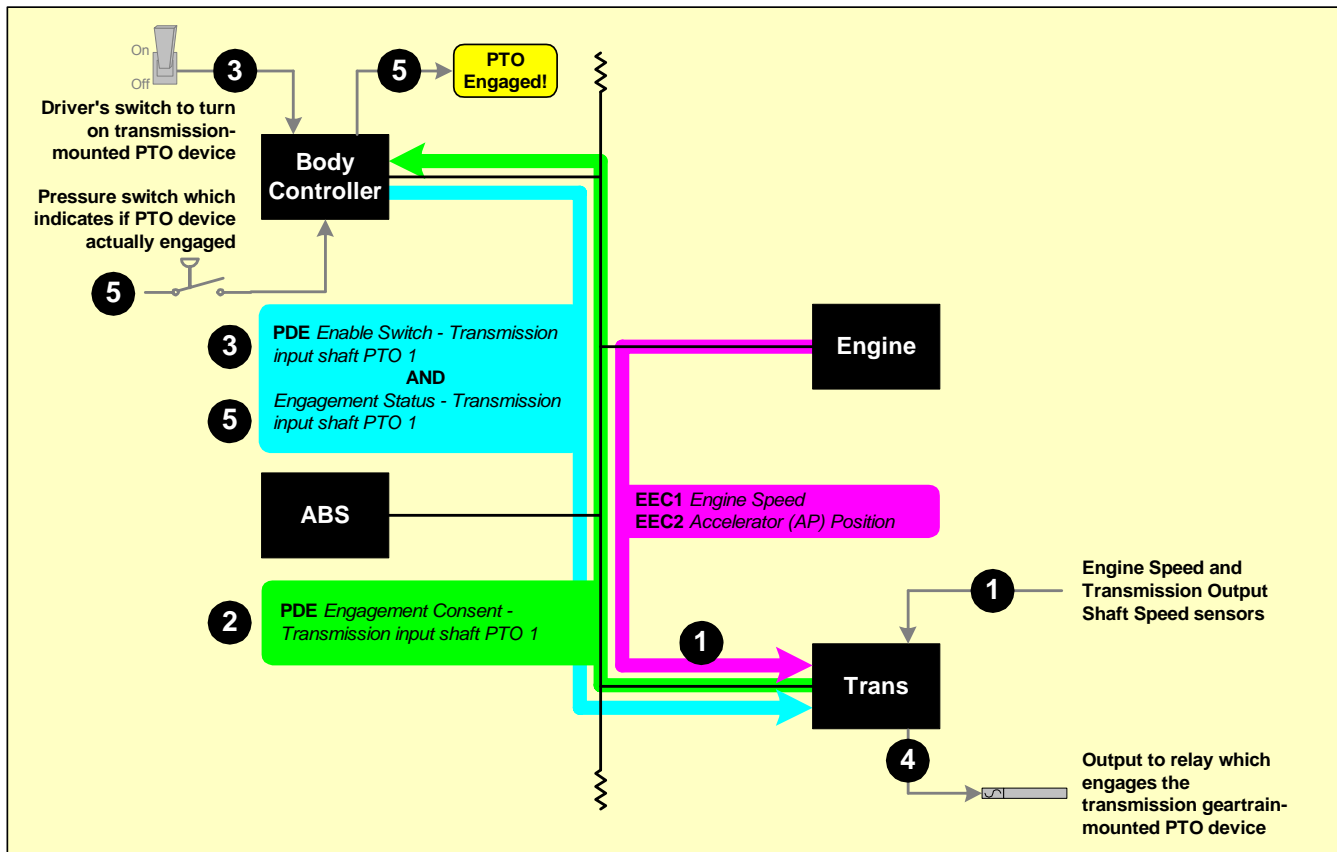 On
Off
3
5
PTO
Engaged!
Driver's switch to turn
on transmission-
mounted PTO device
Body
Controller
Pressure switch which
indicates if PTO device
actually engaged
5
3
PDE Enable Switch - Transmission
input shaft PTO 1
AND
5
Engagement Status - Transmission
input shaft PTO 1
Engine
ABS
EEC1 Engine Speed
EEC2 Accelerator (AP) Position
2
PDE Engagement Consent -
Transmission input shaft PTO 1
1
1
Engine Speed and
Transmission Output
Shaft Speed sensors
Trans
4
Output to relay which
engages the
transmission geartrain-
mounted PTO device